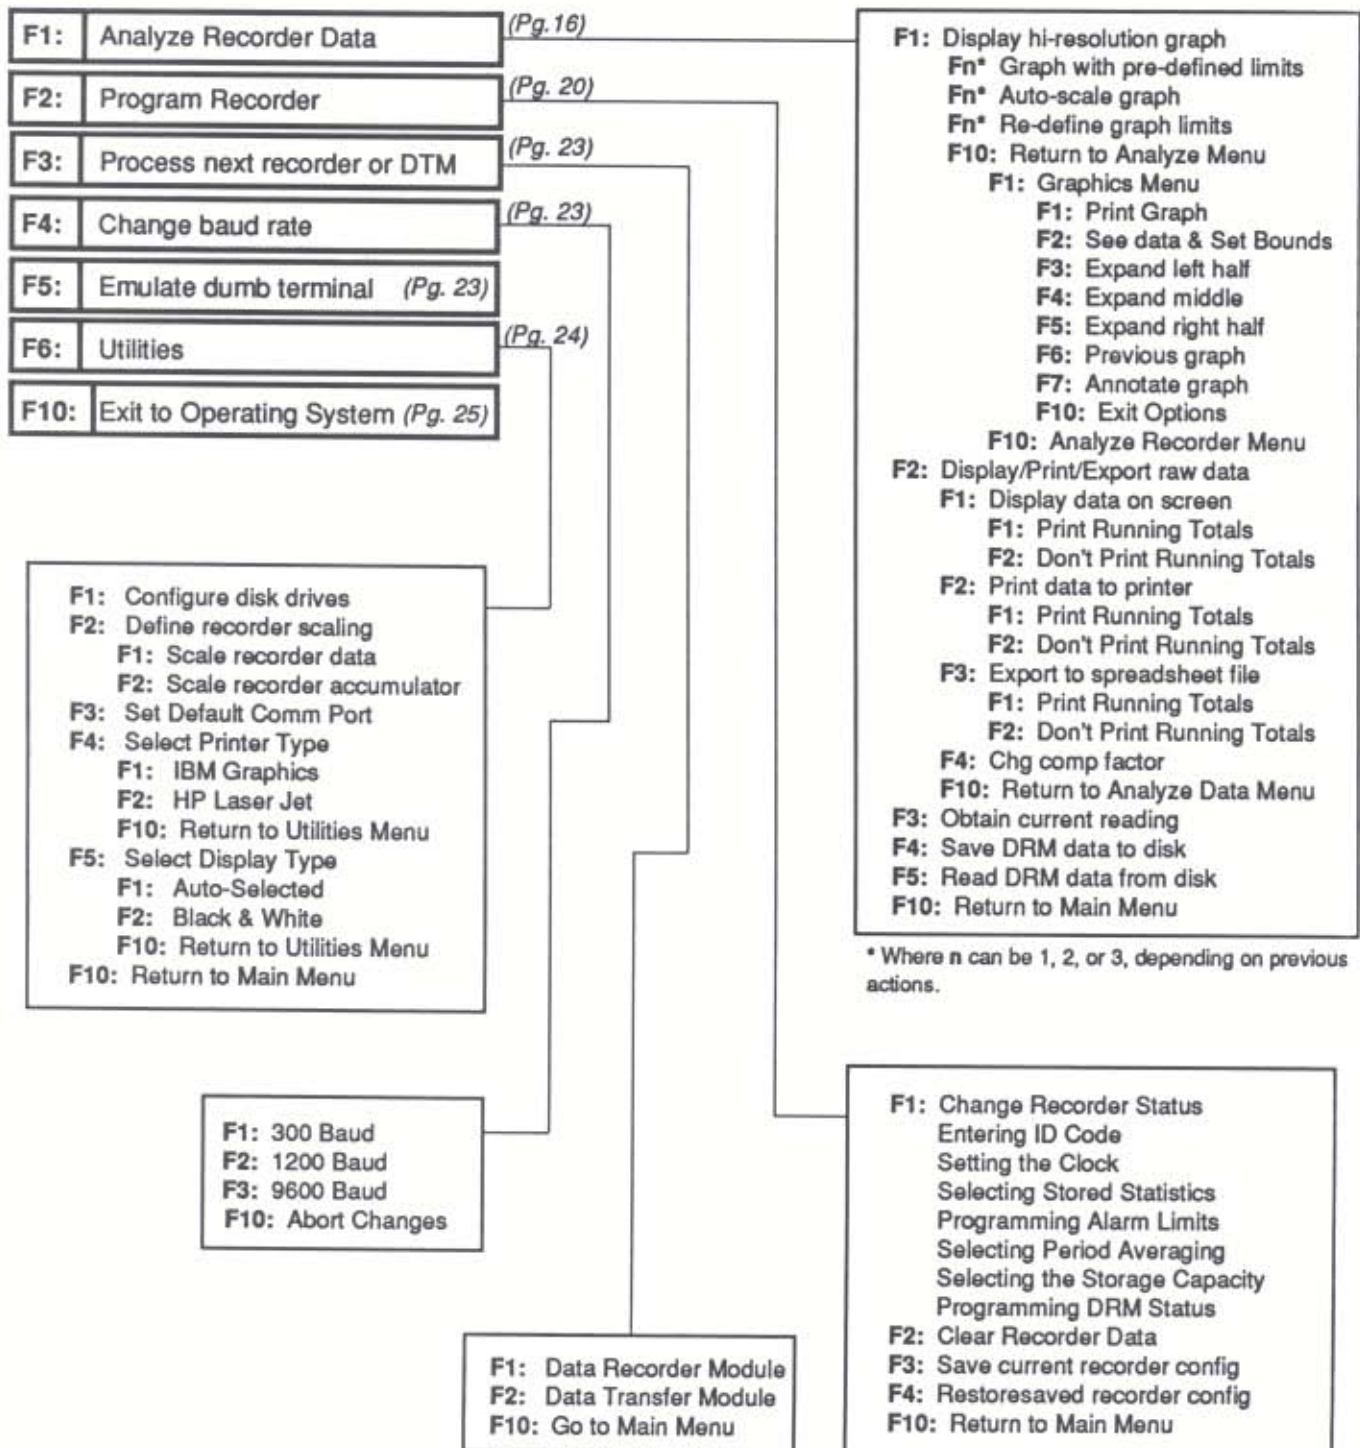 F1: Analyze Recorder Data (Pg.16)
F2: Program Recorder (Pg. 20)
F3: Process next recorder or DTM (Pg. 23)
F4: Change baud rate (Pg. 23)
F5: Emulate dumb terminal (Pg. 23)
F6: Utilities (Pg. 24)
F10: Exit to Operating System (Pg. 25)
F1: Display hi-resolution graph
Fn* Graph with pre-defined limits
Fn* Auto-scale graph
Fn* Re-define graph limits
F10: Return to Analyze Menu
F1: Graphics Menu
F1: Print Graph
F2: See data & Set Bounds
F3: Expand left half
F4: Expand middle
F5: Expand right half
F6: Previous graph
F7: Annotate graph
F10: Exit Options
F10: Analyze Recorder Menu
F2: Display/Print/Export raw data
F1: Display data on screen
F1: Print Running Totals
F2: Don't Print Running Totals
F2: Print data to printer
F1: Print Running Totals
F2: Don't Print Running Totals
F3: Export to spreadsheet file
F1: Print Running Totals
F2: Don't Print Running Totals
F4: Chg comp factor
F10: Return to Analyze Data Menu
F3: Obtain current reading
F4: Save DRM data to disk
F5: Read DRM data from disk
F10: Return to Main Menu
* Where n can be 1, 2, or 3, depending on previous
actions.
F1: Configure disk drives
F2: Define recorder scaling
F1: Scale recorder data
F2: Scale recorder accumulator
F3: Set Default Comm Port
F4: Select Printer Type
F1: IBM Graphics
F2: HP Laser Jet
F10: Return to Utilities Menu
F5: Select Display Type
F1: Auto-Selected
F2: Black & White
F10: Return to Utilities Menu
F10: Return to Main Menu
F1: 300 Baud
F2: 1200 Baud
F3: 9600 Baud
F10: Abort Changes
F1: Data Recorder Module
F2: Data Transfer Module
F10: Go to Main Menu
F1: Change Recorder Status
Entering ID Code
Setting the Clock
Selecting Stored Statistics
Programming Alarm Limits
Selecting Period Averaging
Selecting the Storage Capacity
Programming DRM Status
F2: Clear Recorder Data
F3: Save current recorder config
F4: Restoresaved recorder config
F10: Return to Main Menu